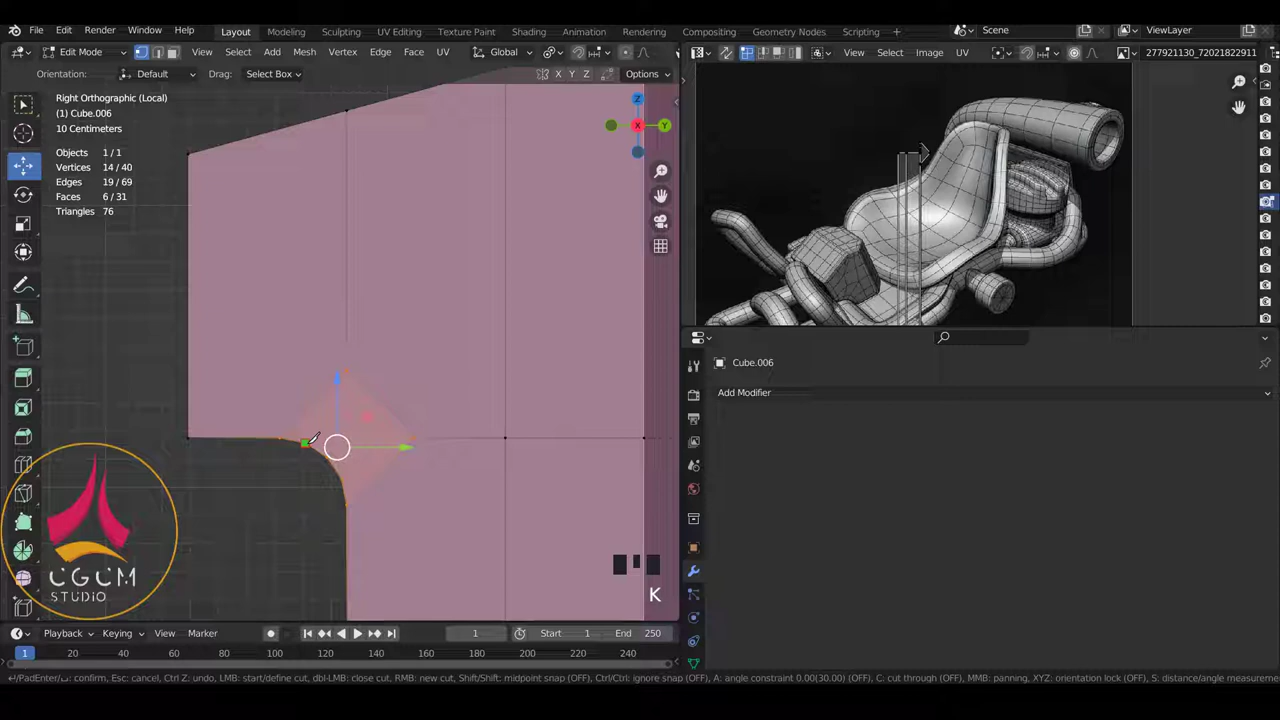 File Edit Render Window Help Layout Modeling Sculpting UV Editing Texture Paint Shading Animation Rendering Compositing Geometry Nodes Scripting Scene ViewLayer
Edit Mode View Select Add Mesh Vertex Edge Face UV Global View Select Image UV 277921130_72021822911
Orientation: Default Drag: Select Box X Y Z Options
Right Orthographic (Local)
(1) Cube.006
10 Centimeters
Objects 1/1
Vertices 14/40
Edges 19/69
Faces 6/31
Triangles 76
Z
X
Y
Cube.006
Add Modifier
CGCM
STUDIO
K
Playback Keying View Marker 1 Start 1 End 250
1 20 40 60 80 100 120 140 160 180 200 220 240
/PadEnter/: confirm, Esc: cancel, Ctrl Z: undo, LMB: start/define cut, dbl-LMB: close cut, RMB: new cut, Shift/Shift: midpoint snap (OFF), Ctrl/Ctrl: ignore snap (OFF), A: angle constraint 0.00(30.00) (OFF), C: cut through (OFF), MMB: panning, XYZ: orientation lock (OFF), S: distance/angle measureme